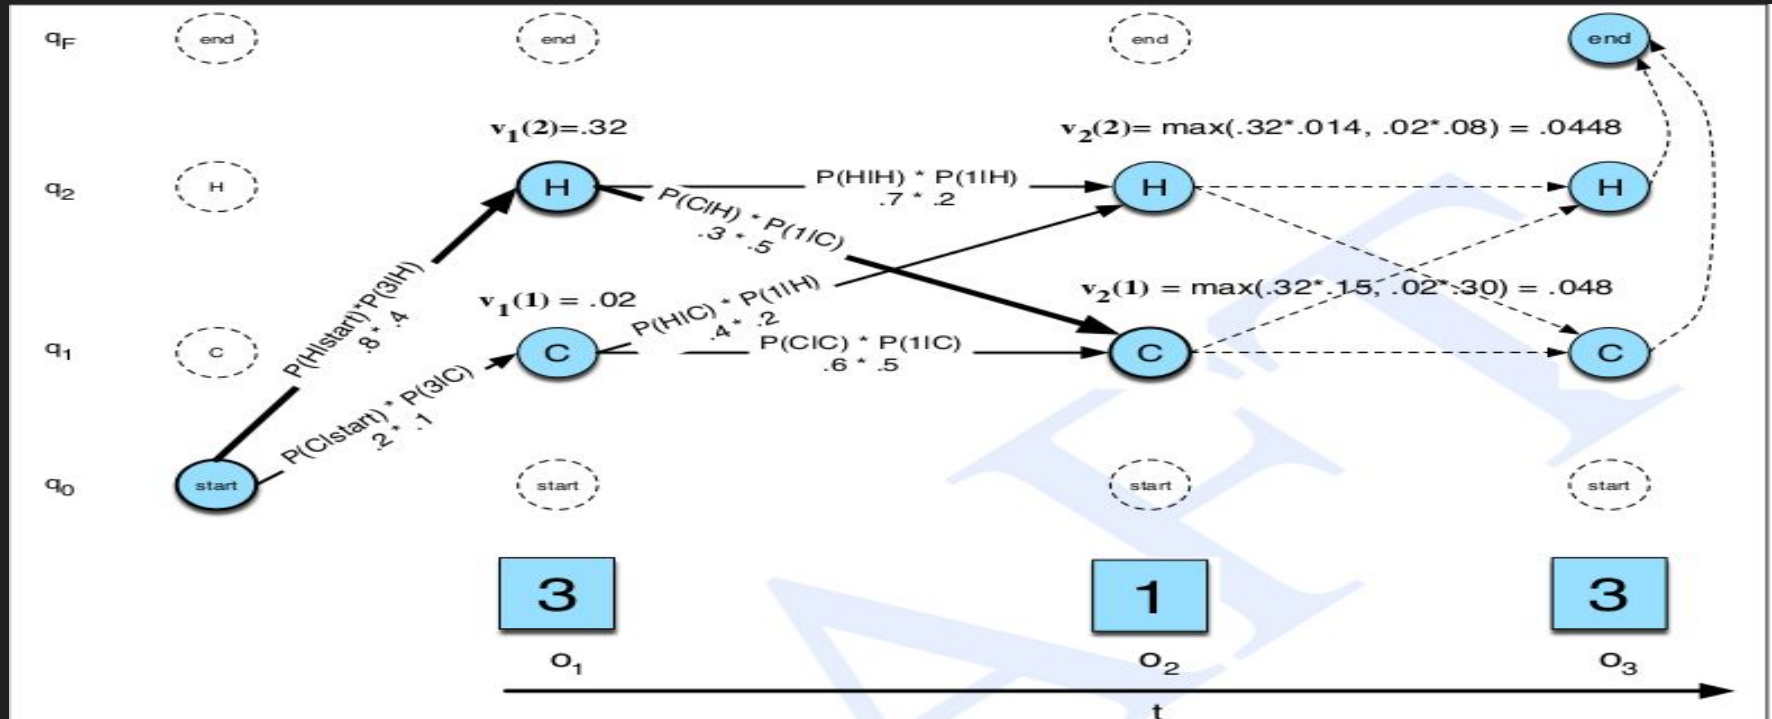 qF end end end end
v1(2)=.32 v2(2)= max(.32*.014, .02*.08) = .0448
q2 H H P(H|H) * P(1|H) H H
.7 * .2
P(C|H) * P(1|C)
.3 * .5
P(H|start)*P(3|H)
.8* .4
v1(1) = .02 v2(1) = max(.32*.15, .02*.30) = .048
P(H|C) * P(1|H)
.4 * .2
q1 C C P(C|C) * P(1|C) C C
.6 * .5
P(C|start) * P(3|C)
.2 * .1
q0 start start start start
3 1 3
o1 o2 o3
t
AFT